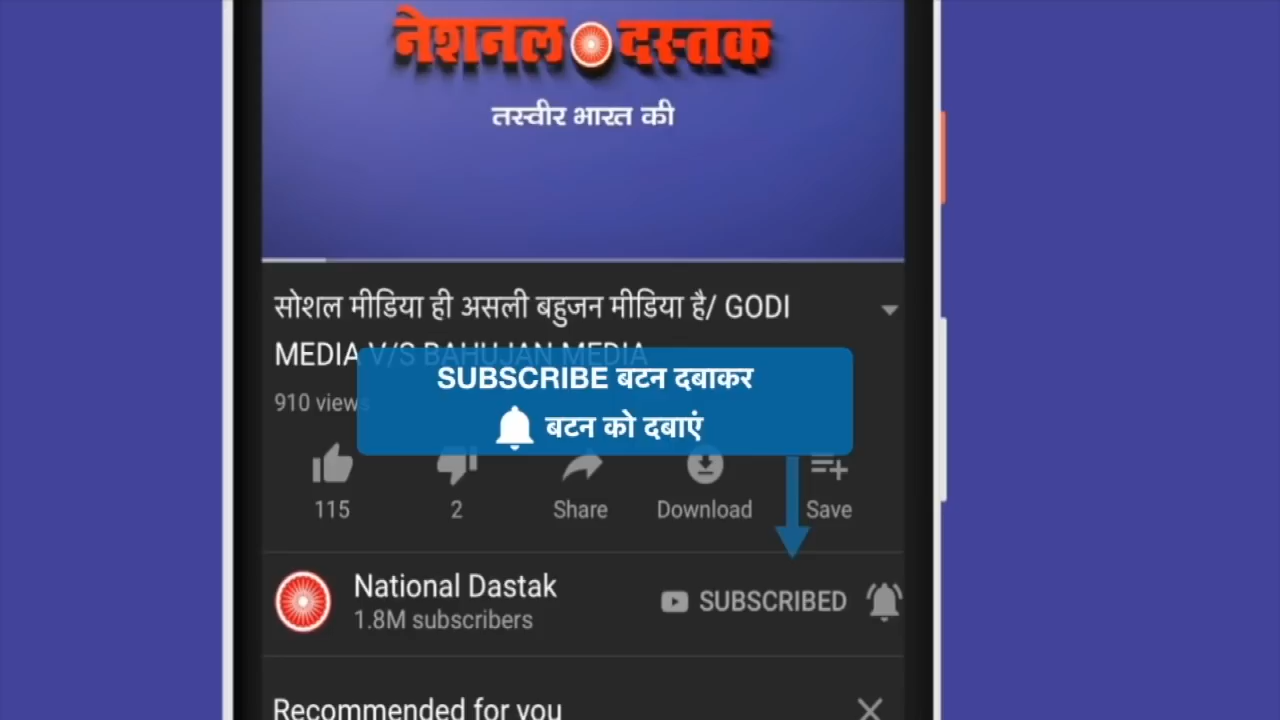 नेशनल दस्तक
तस्वीर भारत की
सोशल मीडिया ही असली बहुजन मीडिया है/ GODI
MEDIA V/S BAHUJAN MEDIA
910 views
SUBSCRIBE बटन दबाकर
बटन को दबाएं
115
2
Share
Download
Save
National Dastak
SUBSCRIBED
1.8M subscribers
Recommended for you